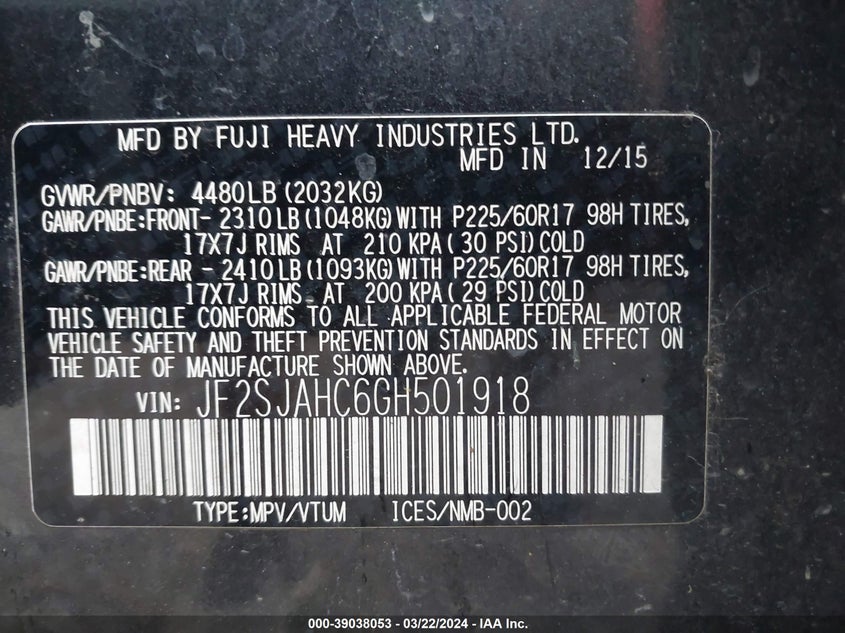 MFD BY FUJI HEAVY INDUSTRIES LTD.
MFD IN 12/15
GVWR/PNBV: 4480LB(2032KG)
GAWR/PNBE:FRONT- 2310LB(1048KG)WITH P225/60R17 98H TIRES,
17X7J RIMS AT 210 KPA( 30 PSI)COLD
GAWR/PNBE:REAR - 2410LB(1093KG)WITH P225/60R17 98H TIRES,
17X7J RIMS AT 200 KPA( 29 PSI)COLD
THIS VEHICLE CONFORMS TO ALL APPLICABLE FEDERAL MOTOR
VEHICLE SAFETY AND THEFT PREVENTION STANDARDS IN EFFECT ON
THE DATE OF MANUFACTURE SHOWN ABOVE.
VIN: JF2SJAHC6GH501918
TYPE:MPV/VTUM ICES/NMB-002
000-39038053 - 03/22/2024 - IAA Inc.